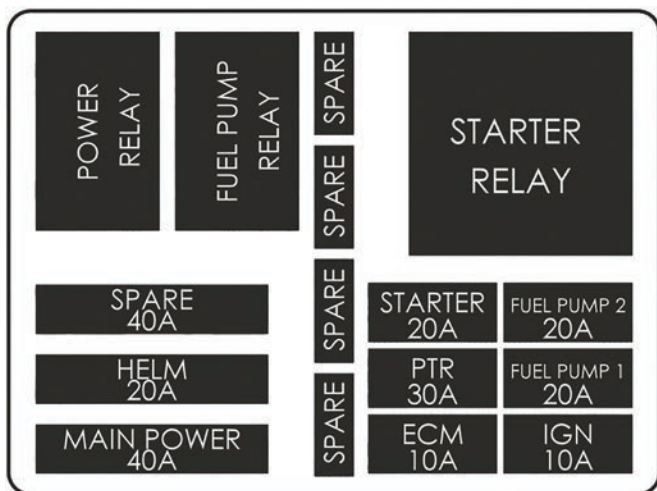 POWER
RELAY
FUEL PUMP
RELAY
SPARE
SPARE
SPARE
SPARE
STARTER
RELAY
SPARE
40A
HELM
20A
MAIN POWER
40A
STARTER
20A
FUEL PUMP 2
20A
PTR
30A
FUEL PUMP 1
20A
ECM
10A
IGN
10A